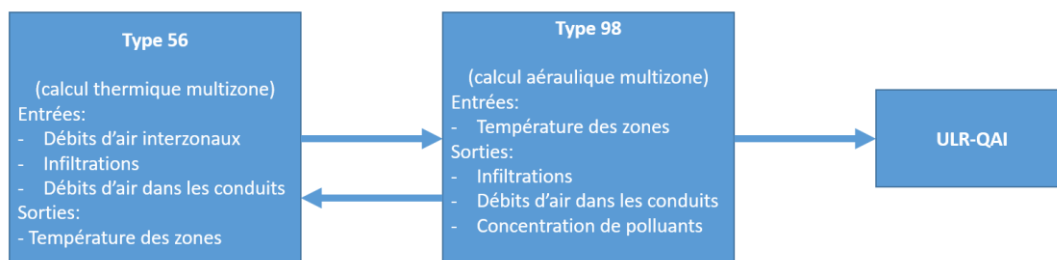 Type 56
(calcul thermique multizone)
Entrées:
- Débits d'air interzonaux
- Infiltrations
- Débits d'air dans les conduits
Sorties:
- Température des zones
Type 98
(calcul aéraulique multizone)
Entrées:
- Température des zones
Sorties:
- Infiltrations
- Débits d'air dans les conduits
- Concentration de polluants
ULR-QAI